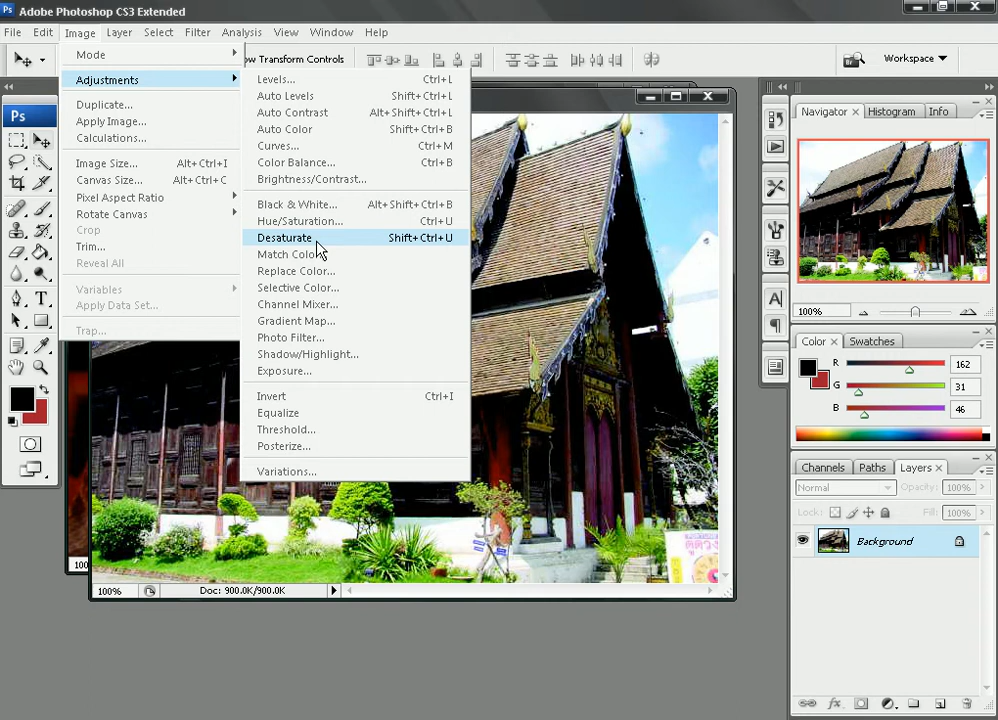 Ps Adobe Photoshop CS3 Extended
File Edit Image Layer Select Filter Analysis View Window Help
Show Transform Controls
Workspace
Mode
Adjustments
Duplicate...
Apply Image...
Calculations...
Image Size... Alt+Ctrl+I
Canvas Size... Alt+Ctrl+C
Pixel Aspect Ratio
Rotate Canvas
Crop
Trim...
Reveal All
Variables
Apply Data Set...
Trap...
Levels... Ctrl+L
Auto Levels Shift+Ctrl+L
Auto Contrast Alt+Shift+Ctrl+L
Auto Color Shift+Ctrl+B
Curves... Ctrl+M
Color Balance... Ctrl+B
Brightness/Contrast...
Black & White... Alt+Shift+Ctrl+B
Hue/Saturation... Ctrl+U
Desaturate Shift+Ctrl+U
Match Colo
Replace Color...
Selective Color...
Channel Mixer...
Gradient Map...
Photo Filter...
Shadow/Highlight...
Exposure...
Invert Ctrl+I
Equalize
Threshold...
Posterize...
Variations...
Ps
T
100% Doc: 900.0K/900.0K
A
Navigator Histogram Info
100%
Color Swatches
R 162
G 31
B 46
Channels Paths Layers
Normal Opacity: 100%
Lock: Fill: 100%
Background